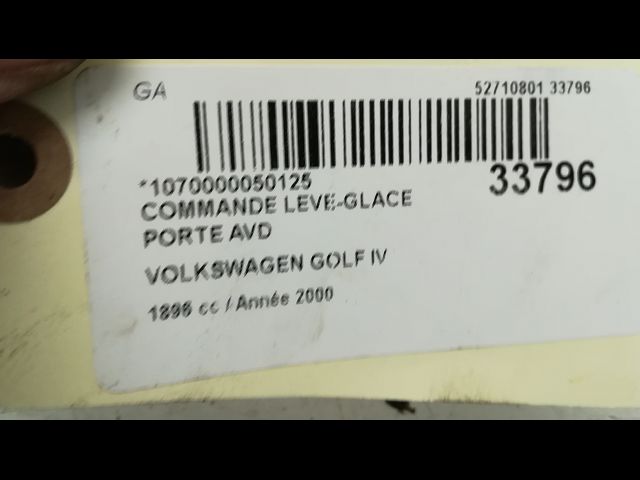 GA 52710801 33796
*1070000050125 33796
COMMANDE LEVE-GLACE
PORTE AVD
VOLKSWAGEN GOLF IV
1896 cc / Année 2000